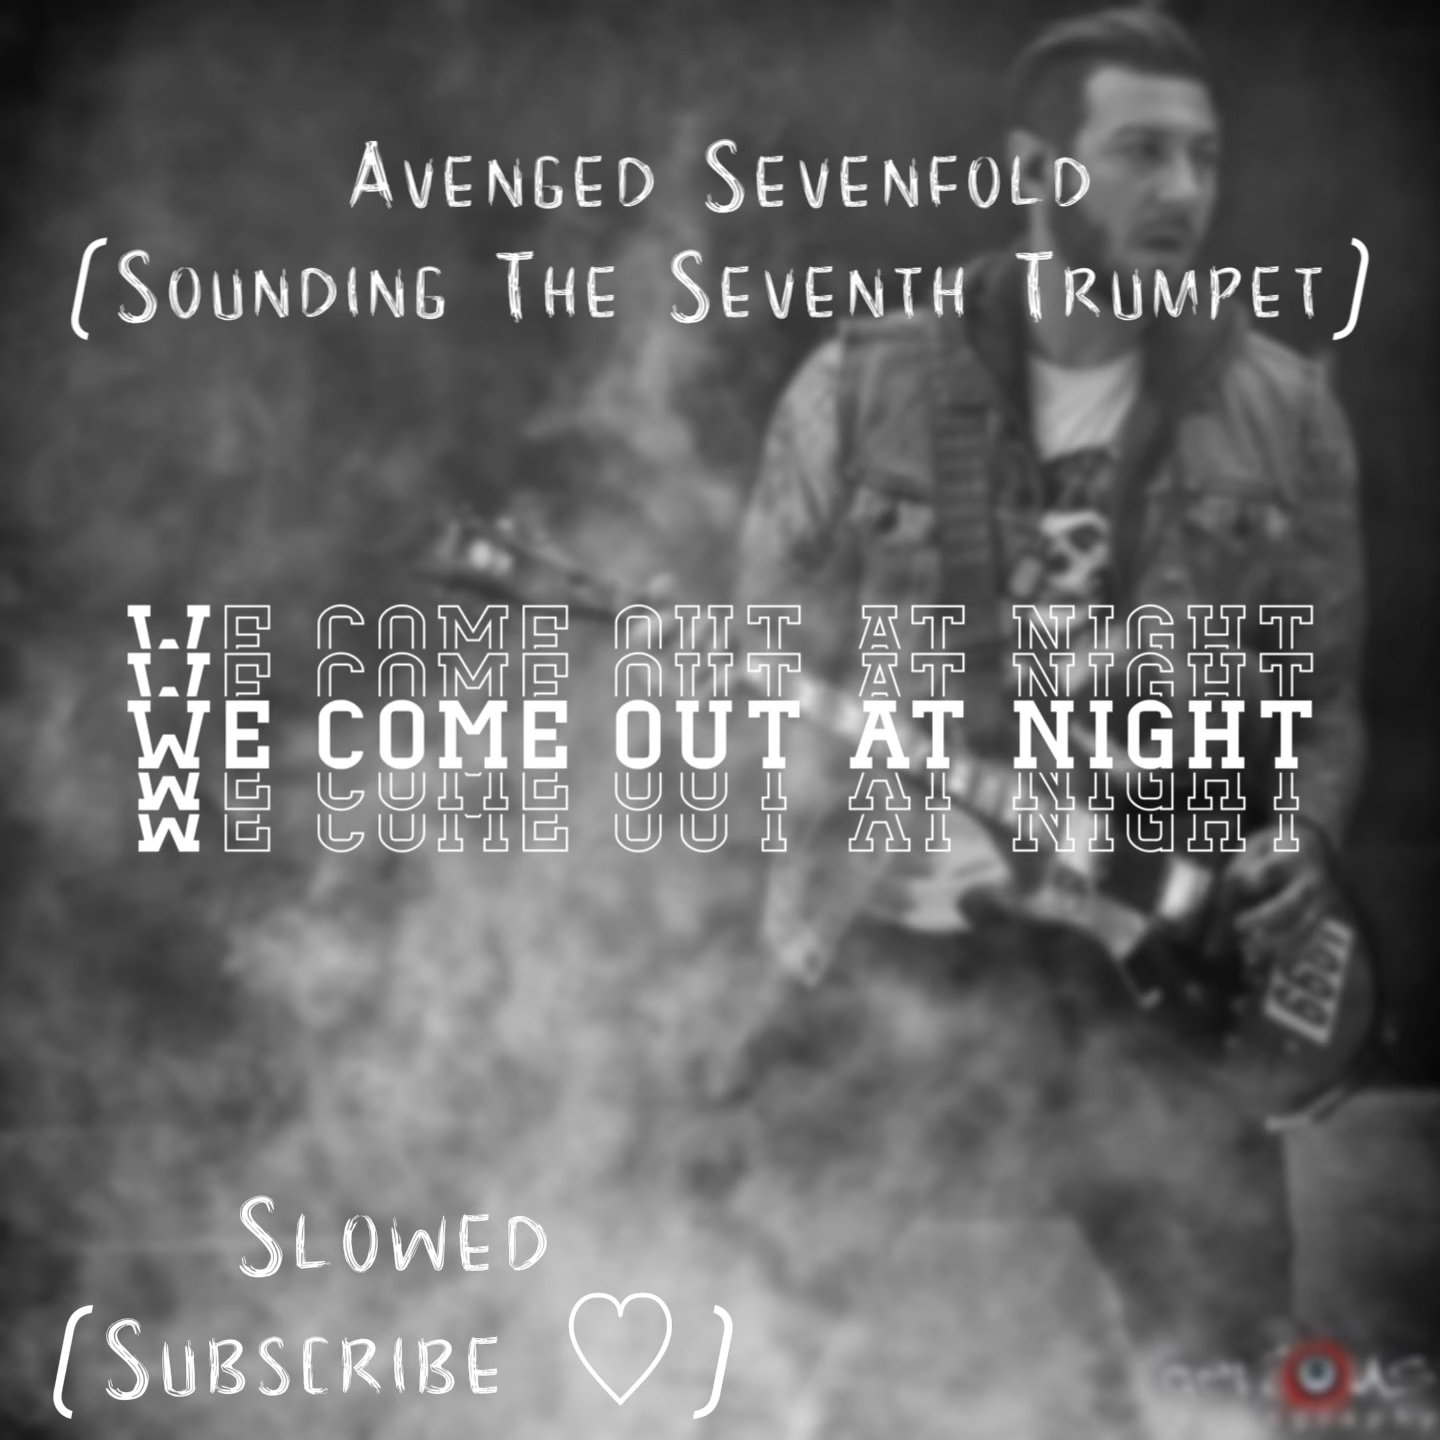 Avenged Sevenfold
(Sounding The Seventh Trumpet)
WE COME OUT AT NIGHT
WE COME OUT AT NIGHT
WE COME OUT AT NIGHT
WE COME OUT AT NIGHT
WE COME OUT AT NIGHT
Slowed
(Subscribe ♡)